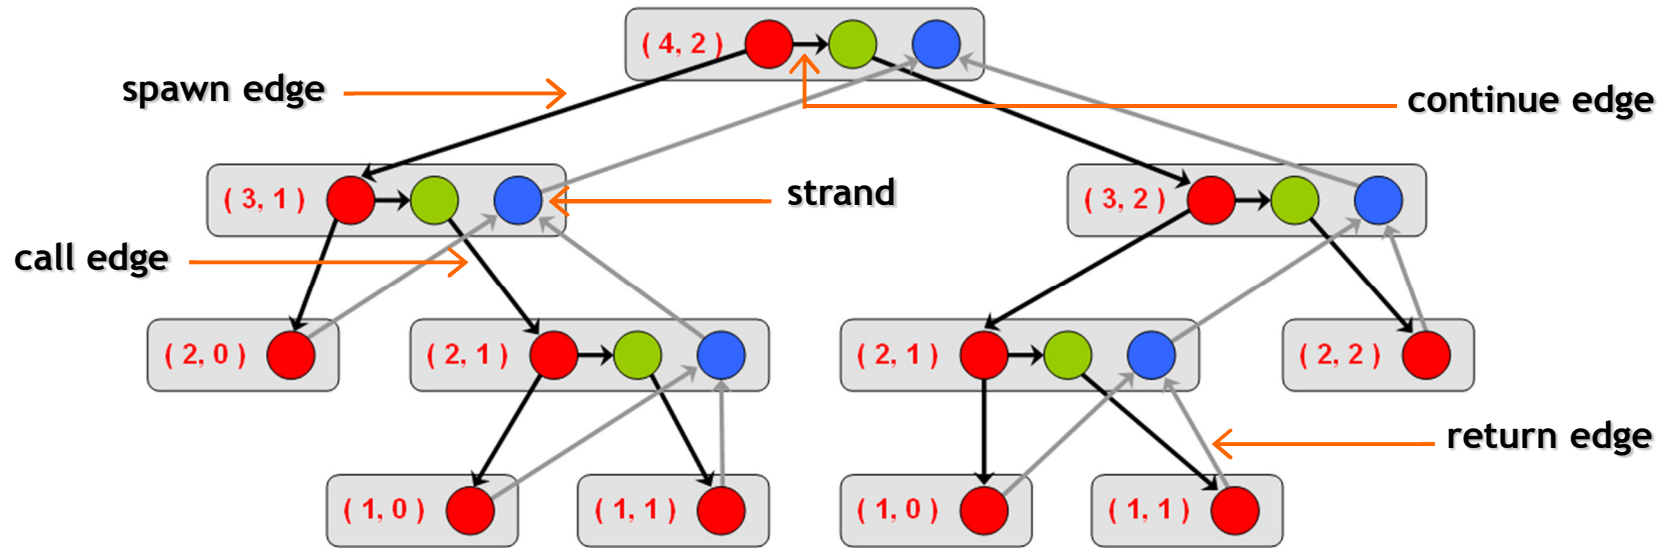 ( 4, 2 )
spawn edge
continue edge
( 3, 1 )
strand
( 3, 2 )
call edge
( 2, 0 )
( 2, 1 )
( 2, 1 )
( 2, 2 )
return edge
( 1, 0 )
( 1, 1 )
( 1, 0 )
( 1, 1 )